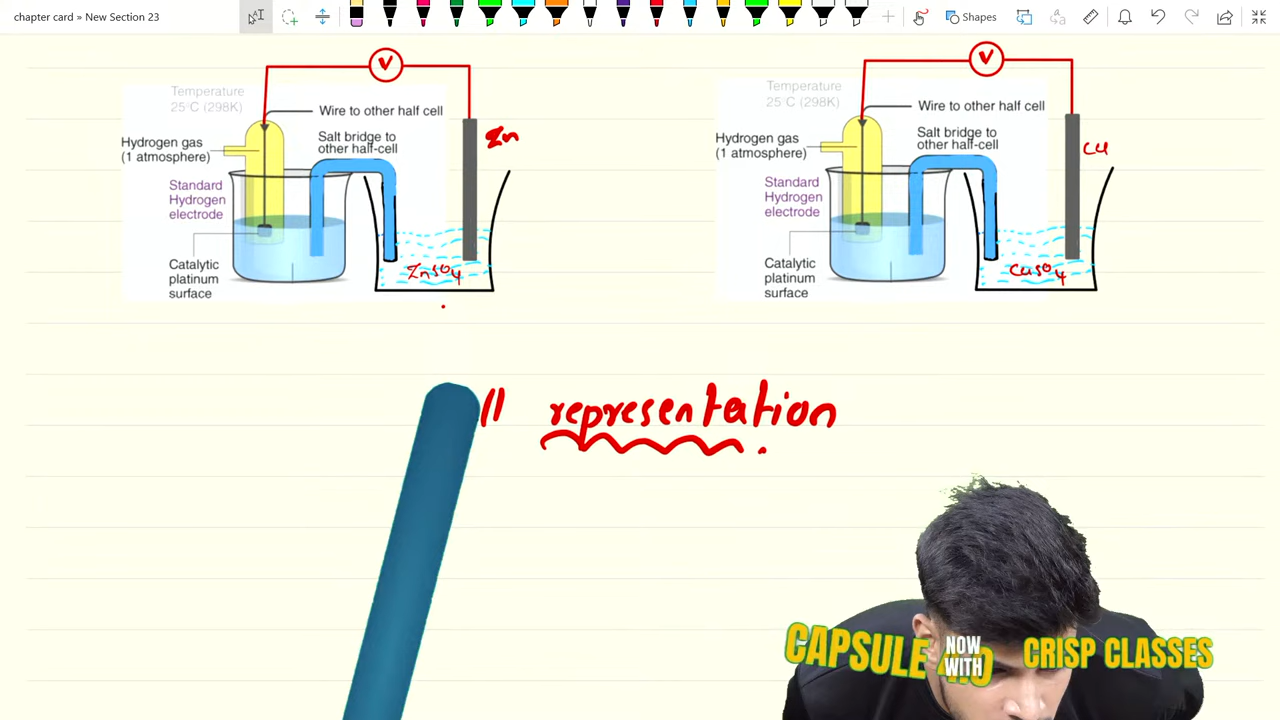 chapter card » New Section 23
Shapes
V
Temperature
25°C (298K)
Wire to other half cell
Hydrogen gas
(1 atmosphere)
Salt bridge to
other half-cell
Zn
Standard
Hydrogen
electrode
ZnSO4
Catalytic
platinum
surface
V
Temperature
25°C (298K)
Wire to other half cell
Hydrogen gas
(1 atmosphere)
Salt bridge to
other half-cell
Cu
Standard
Hydrogen
electrode
CuSO4
Catalytic
platinum
surface
ll representation
CAPSULE 4.0 NOW WITH CRISP CLASSES